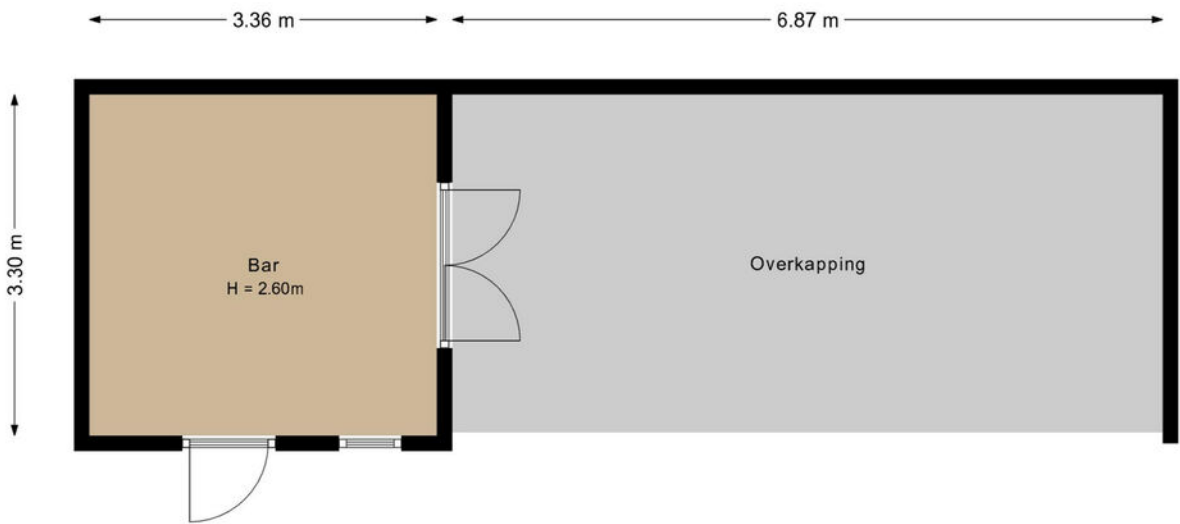 3.36 m
6.87 m
3.30 m
Bar
H = 2.60m
Overkapping